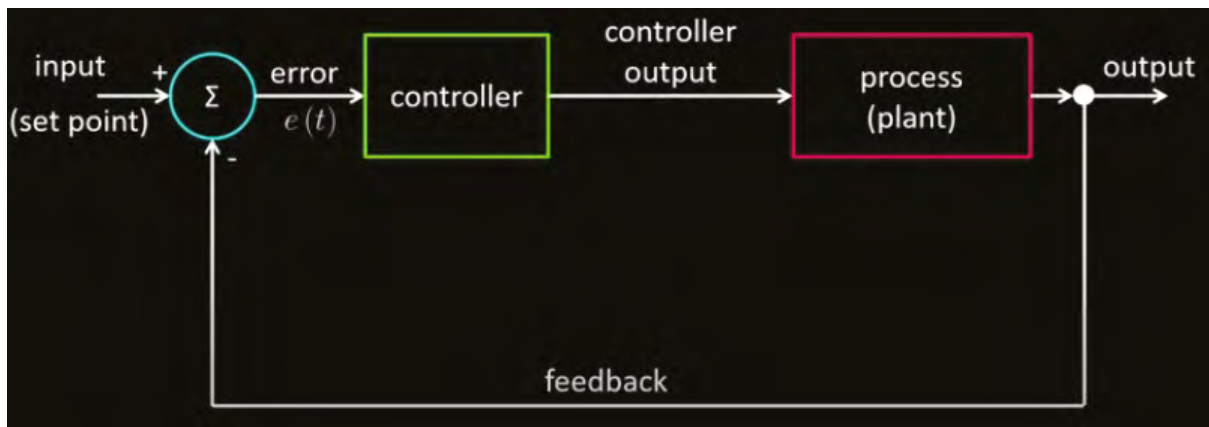 input
(set point)
+
Σ
-
error
e(t)
controller
controller
output
process
(plant)
output
feedback